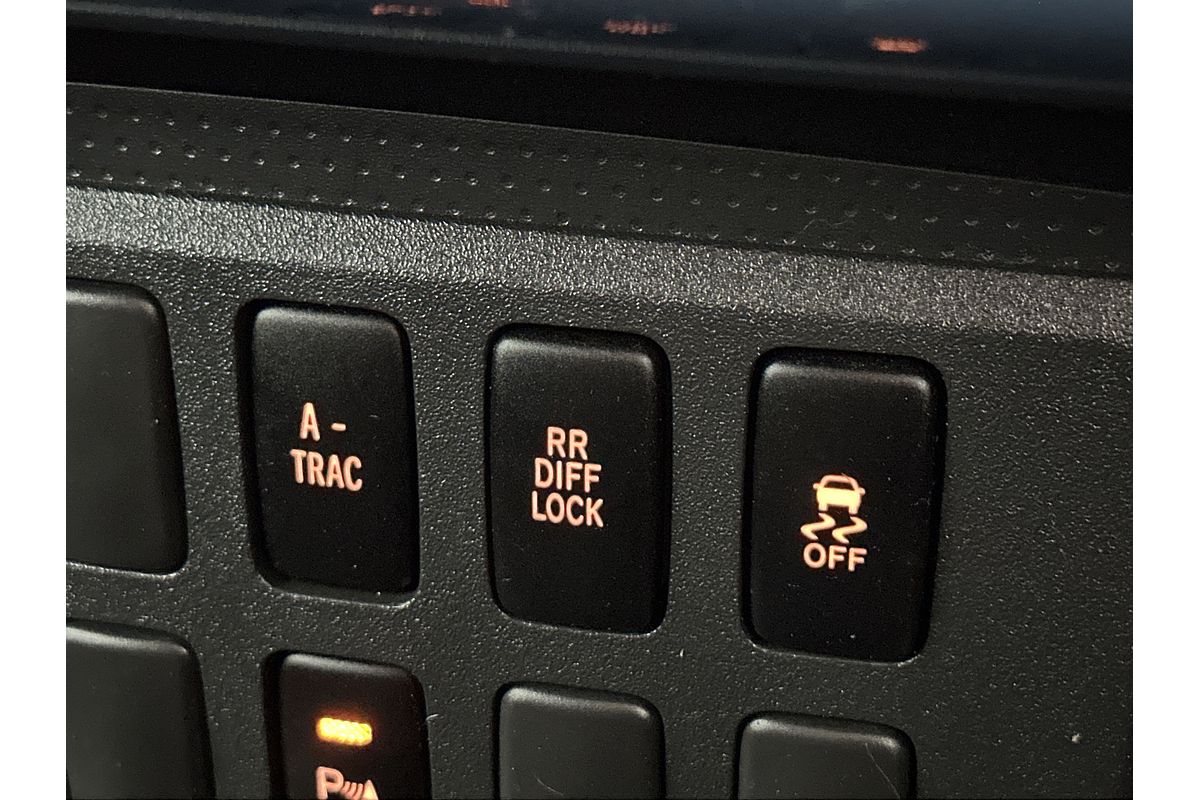 A -
TRAC
RR
DIFF
LOCK
OFF
P